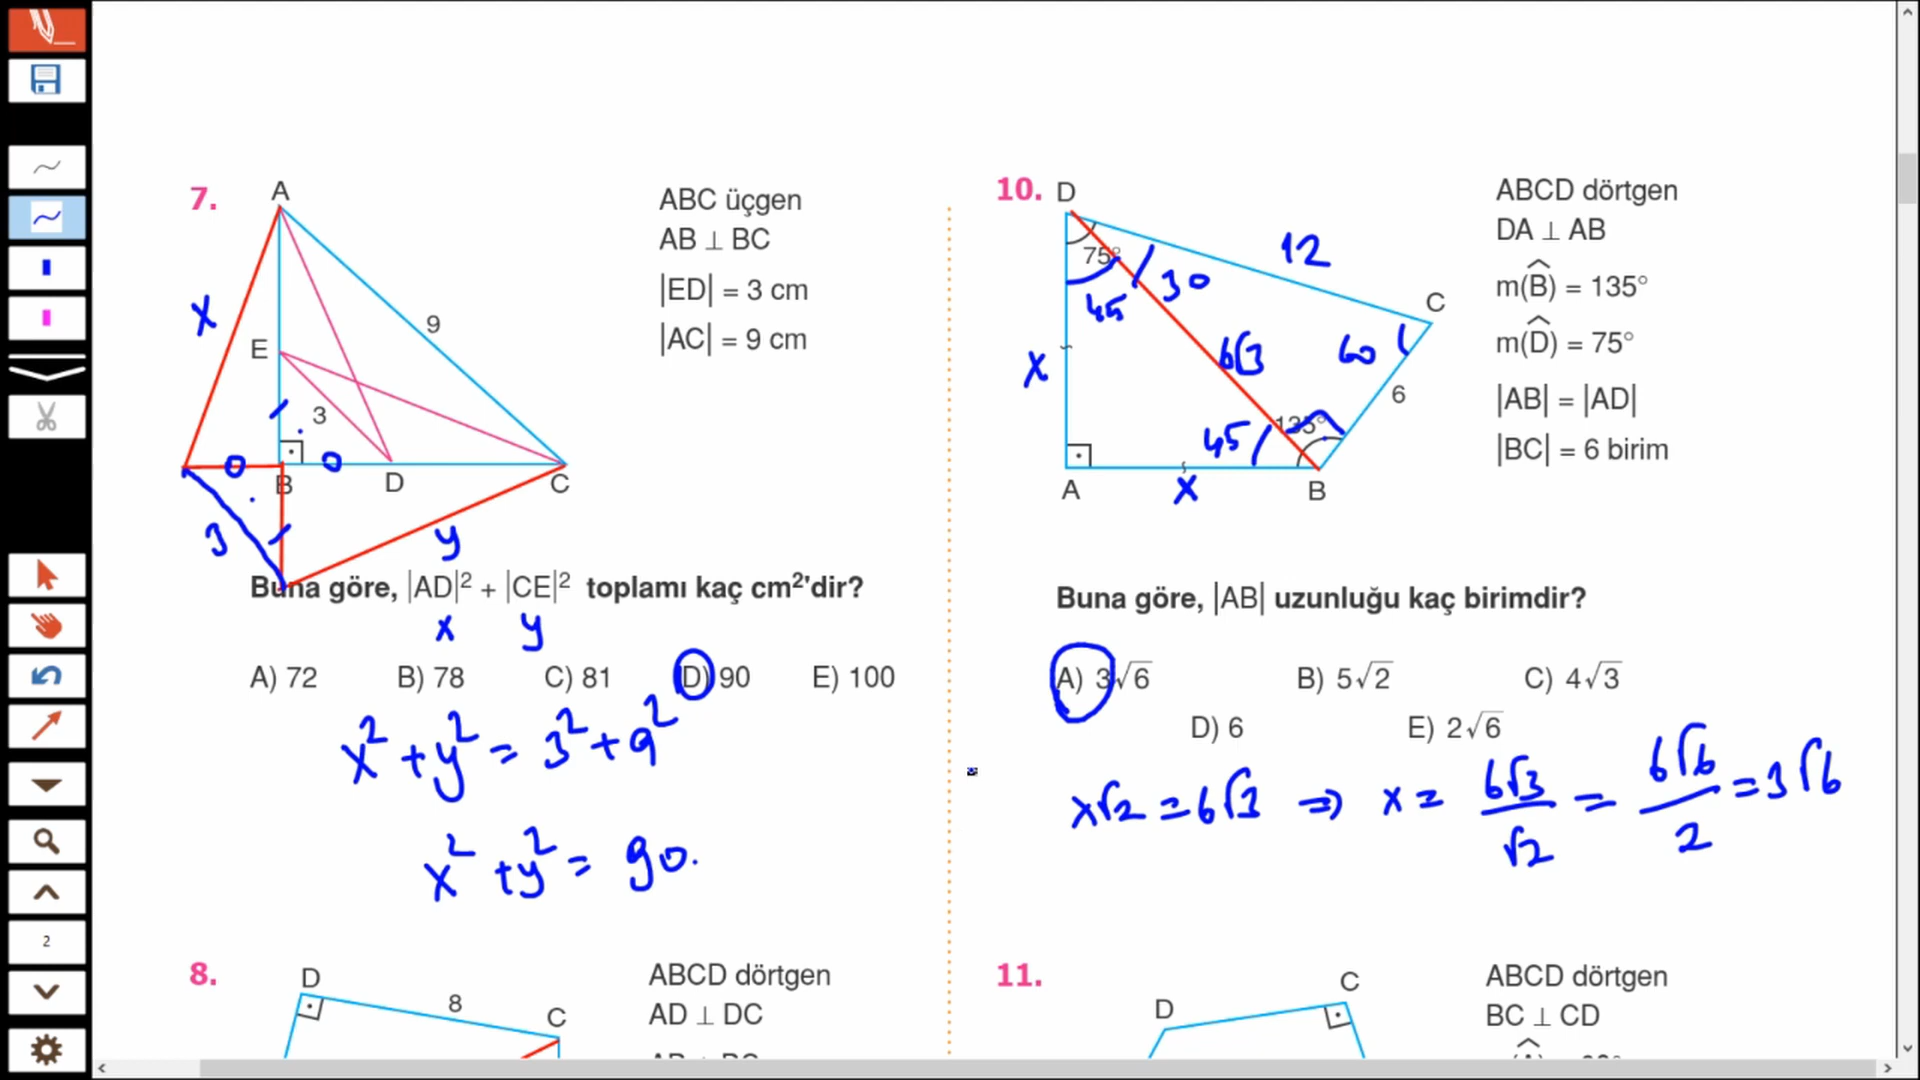 7.
A
9
E
3
B
D
C
x
3
y
ABC üçgen
AB ⊥ BC
|ED| = 3 cm
|AC| = 9 cm
Buna göre, |AD|² + |CE|² toplamı kaç cm²'dir?
x y
A) 72 B) 78 C) 81 D) 90 E) 100
x² + y² = 3² + 9²
x² + y² = 90.
8.
D
8
C
ABCD dörtgen
AD ⊥ DC
10.
D
75°
45
30
12
C
60
6
6√3
135°
45
x
A
x
B
ABCD dörtgen
DA ⊥ AB
m(B̂) = 135°
m(D̂) = 75°
|AB| = |AD|
|BC| = 6 birim
Buna göre, |AB| uzunluğu kaç birimdir?
A) 3√6 B) 5√2 C) 4√3
D) 6 E) 2√6
x√2 = 6√3 ⇒ x = 6√3/√2 = 6√6/2 = 3√6
11.
D
C
ABCD dörtgen
BC ⊥ CD
2